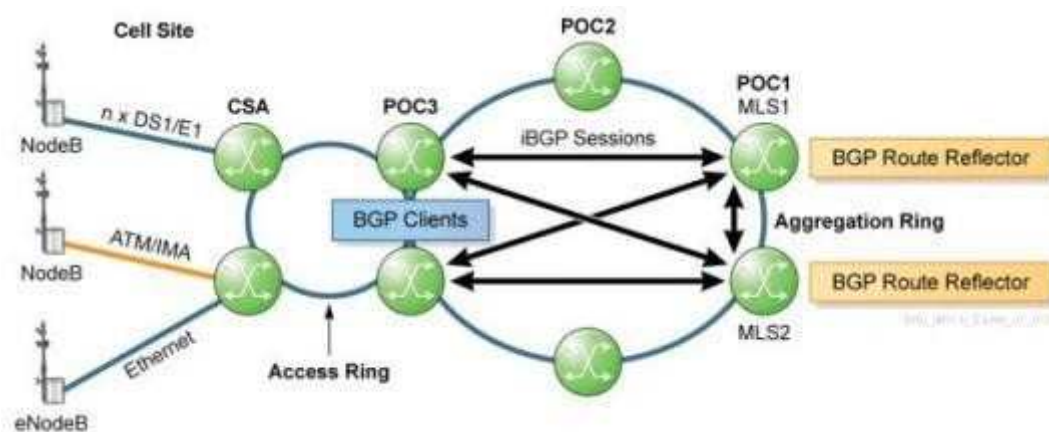 Cell Site
POC2
CSA
POC3
POC1
MLS1
n x DS1/E1
NodeB
iBGP Sessions
BGP Route Reflector
BGP Clients
Aggregation Ring
ATM/IMA
NodeB
BGP Route Reflector
MLS2
Ethernet
Access Ring
eNodeB